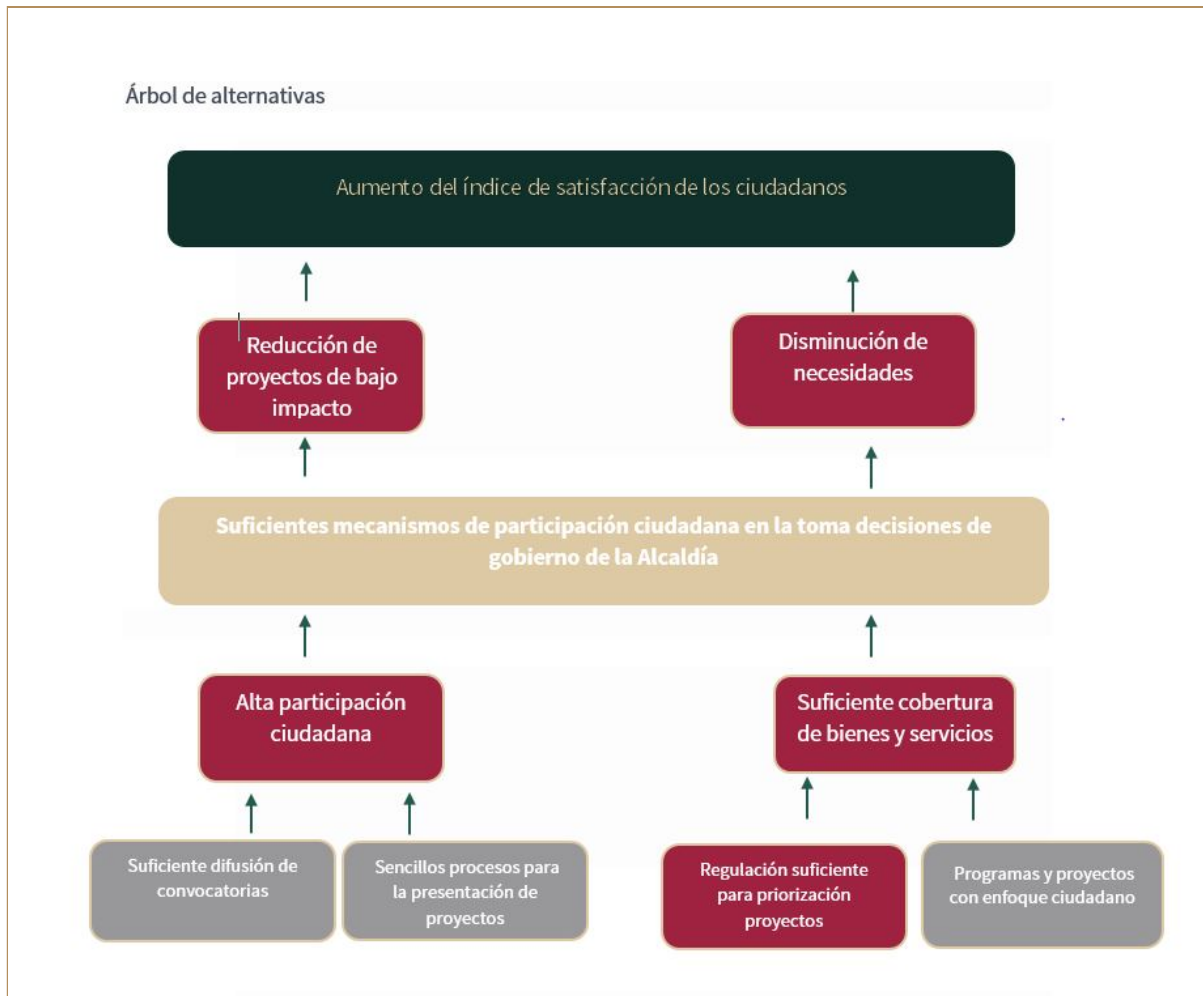 Árbol de alternativas
Aumento del índice de satisfacción de los ciudadanos
Reducción de
proyectos de bajo
impacto
Disminución de
necesidades
Suficientes mecanismos de participación ciudadana en la toma decisiones de
gobierno de la Alcaldía
Alta participación
ciudadana
Suficiente cobertura
de bienes y servicios
Suficiente difusión de
convocatorias
Sencillos procesos para
la presentación de
proyectos
Regulación suficiente
para priorización
proyectos
Programas y proyectos
con enfoque ciudadano